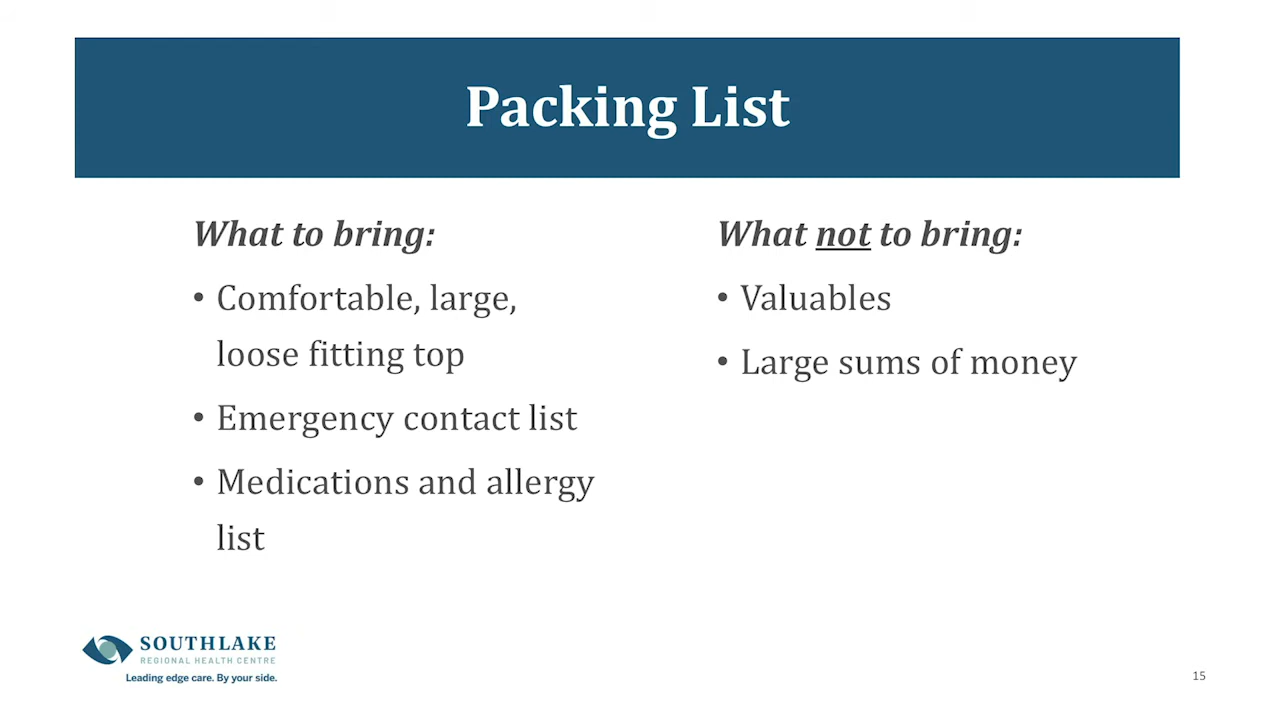 Packing List
What to bring:
• Comfortable, large,
loose fitting top
• Emergency contact list
• Medications and allergy
list
What not to bring:
• Valuables
• Large sums of money
SOUTHLAKE
REGIONAL HEALTH CENTRE
Leading edge care. By your side.
15